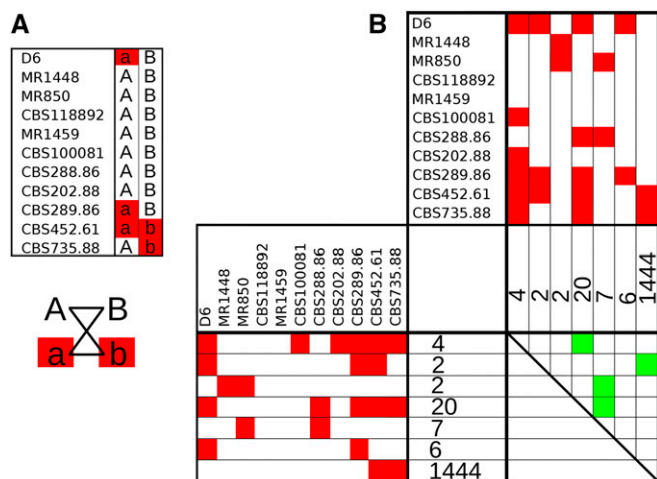 A
D6 a B
MR1448 A B
MR850 A B
CBS118892 A B
MR1459 A B
CBS100081 A B
CBS288.86 A B
CBS202.88 A B
CBS289.86 a B
CBS452.61 a b
CBS735.88 A b
A B
a b
B
D6
MR1448
MR850
CBS118892
MR1459
CBS100081
CBS288.86
CBS202.88
CBS289.86
CBS452.61
CBS735.88
D6
MR1448
MR850
CBS118892
MR1459
CBS100081
CBS288.86
CBS202.88
CBS289.86
CBS452.61
CBS735.88
4
2
2
20
7
6
1444
4
2
2
20
7
6
1444